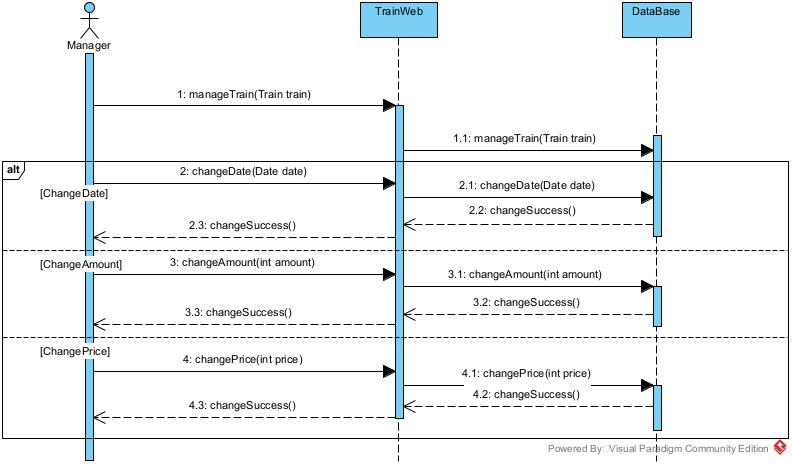 TrainWeb
DataBase
Manager
1: manageTrain(Train train)
1.1: manageTrain(Train train)
alt
2: changeDate(Date date)
[ChangeDate]
2.1: changeDate(Date date)
2.2: changeSuccess()
2.3: changeSuccess()
[ChangeAmount]
3: changeAmount(int amount)
3.1: changeAmount(int amount)
3.2: changeSuccess()
3.3: changeSuccess()
[ChangePrice]
4: changePrice(int price)
4.1: changePrice(int price)
4.2: changeSuccess()
4.3: changeSuccess()
Powered By Visual Paradigm Community Edition